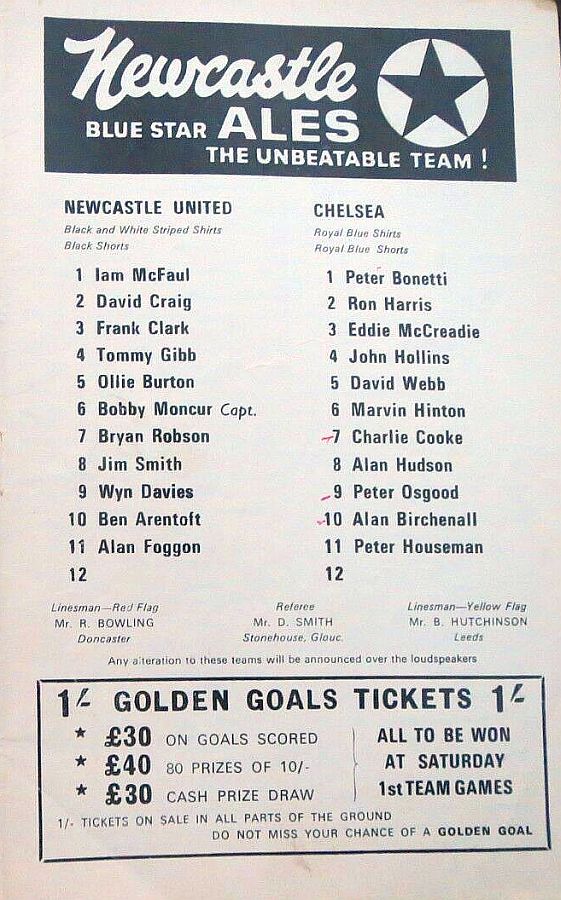 Newcastle
BLUE STAR ALES
THE UNBEATABLE TEAM !
NEWCASTLE UNITED
Black and White Striped Shirts
Black Shorts
1 Iam McFaul
2 David Craig
3 Frank Clark
4 Tommy Gibb
5 Ollie Burton
6 Bobby Moncur Capt.
7 Bryan Robson
8 Jim Smith
9 Wyn Davies
10 Ben Arentoft
11 Alan Foggon
12
CHELSEA
Royal Blue Shirts
Royal Blue Shorts
1 Peter Bonetti
2 Ron Harris
3 Eddie McCreadie
4 John Hollins
5 David Webb
6 Marvin Hinton
7 Charlie Cooke
8 Alan Hudson
9 Peter Osgood
10 Alan Birchenall
11 Peter Houseman
12
Linesman—Red Flag
Mr. R. BOWLING
Doncaster
Referee
Mr. D. SMITH
Stonehouse, Glouc.
Linesman—Yellow Flag
Mr. B. HUTCHINSON
Leeds
Any alteration to these teams will be announced over the loudspeakers
1/- GOLDEN GOALS TICKETS 1/-
* £30 ON GOALS SCORED
* £40 80 PRIZES OF 10/-
* £30 CASH PRIZE DRAW
ALL TO BE WON
AT SATURDAY
1st TEAM GAMES
1/- TICKETS ON SALE IN ALL PARTS OF THE GROUND
DO NOT MISS YOUR CHANCE OF A GOLDEN GOAL